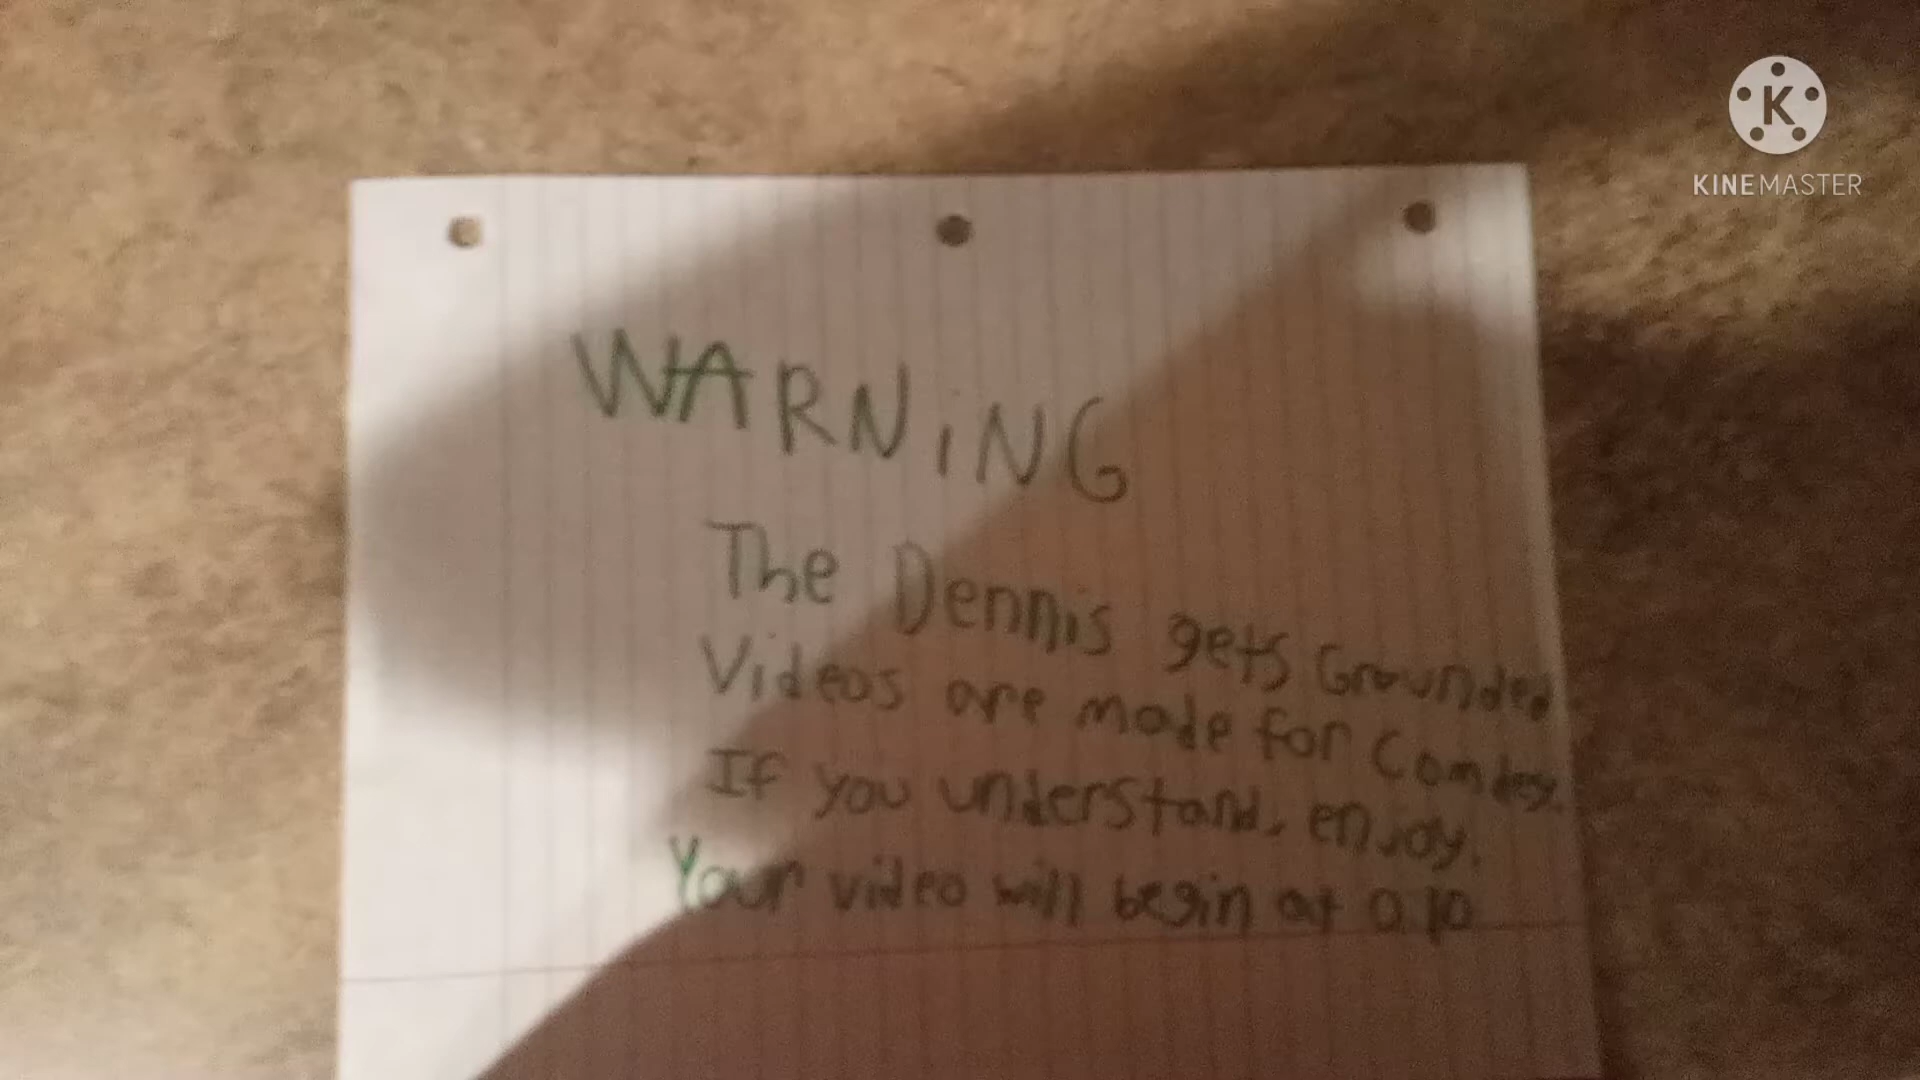 K
KINEMASTER
WARNiNG
The Dennis gets Grounded
Videos are made for Comdey.
If you understand, enjoy.
Your video will begin at 0.10